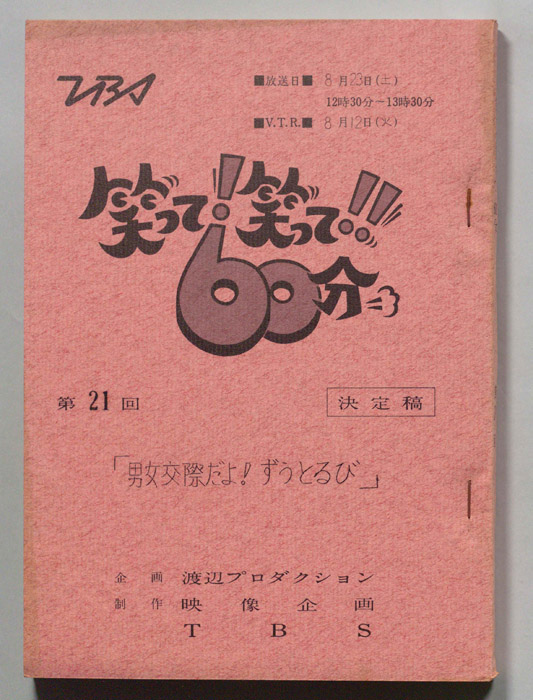 TBS
■放送日■ 8月23日(土)
12時30分−13時30分
■V.T.R.■ 8月12日(火)
笑って!笑って!!
60分
第21回
決定稿
「男女交際だよ!ずうとるび」
企画 渡辺プロダクション
制作 映像企画
TBS